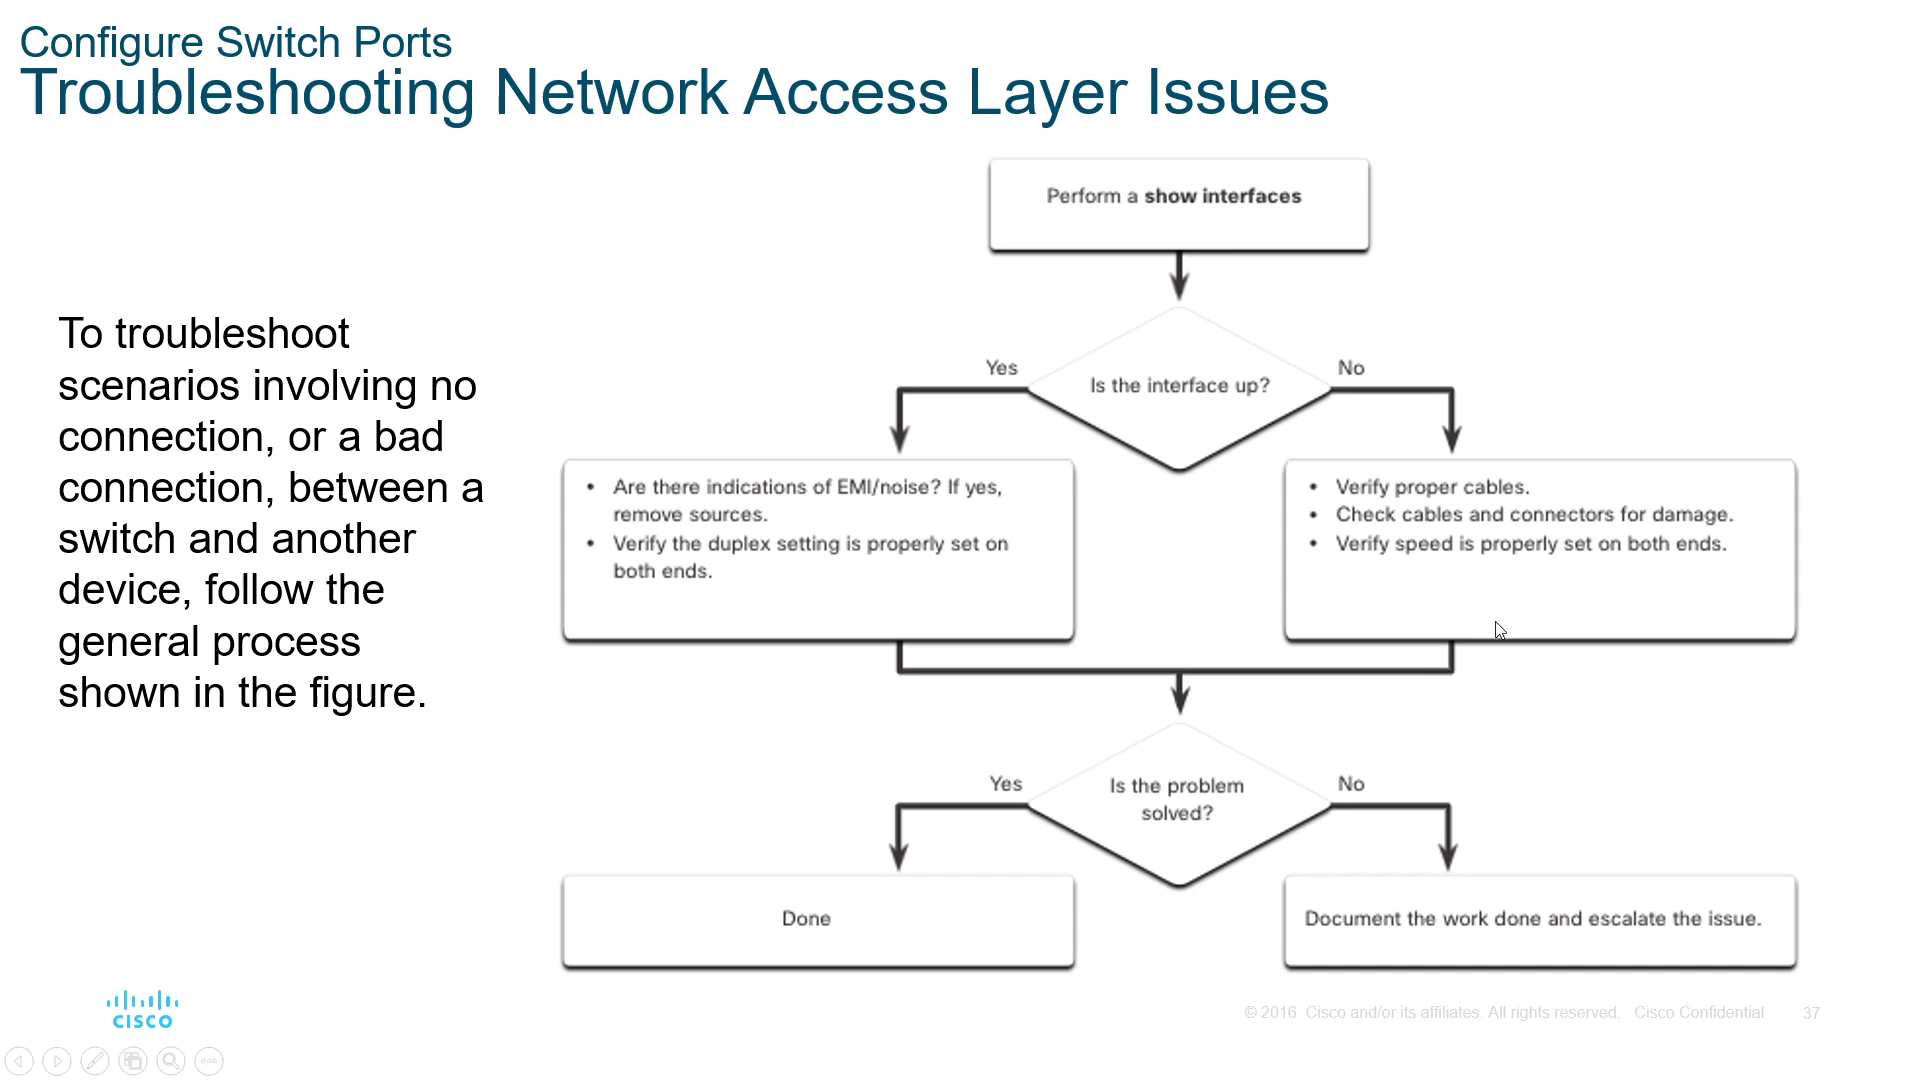 Configure Switch Ports
Troubleshooting Network Access Layer Issues
To troubleshoot
scenarios involving no
connection, or a bad
connection, between a
switch and another
device, follow the
general process
shown in the figure.
Perform a show interfaces
Is the interface up?
Yes
No
• Are there indications of EMI/noise? If yes,
remove sources.
• Verify the duplex setting is properly set on
both ends.
• Verify proper cables.
• Check cables and connectors for damage.
• Verify speed is properly set on both ends.
Is the problem
solved?
Yes
No
Done
Document the work done and escalate the issue.
CISCO
© 2016 Cisco and/or its affiliates. All rights reserved. Cisco Confidential 37